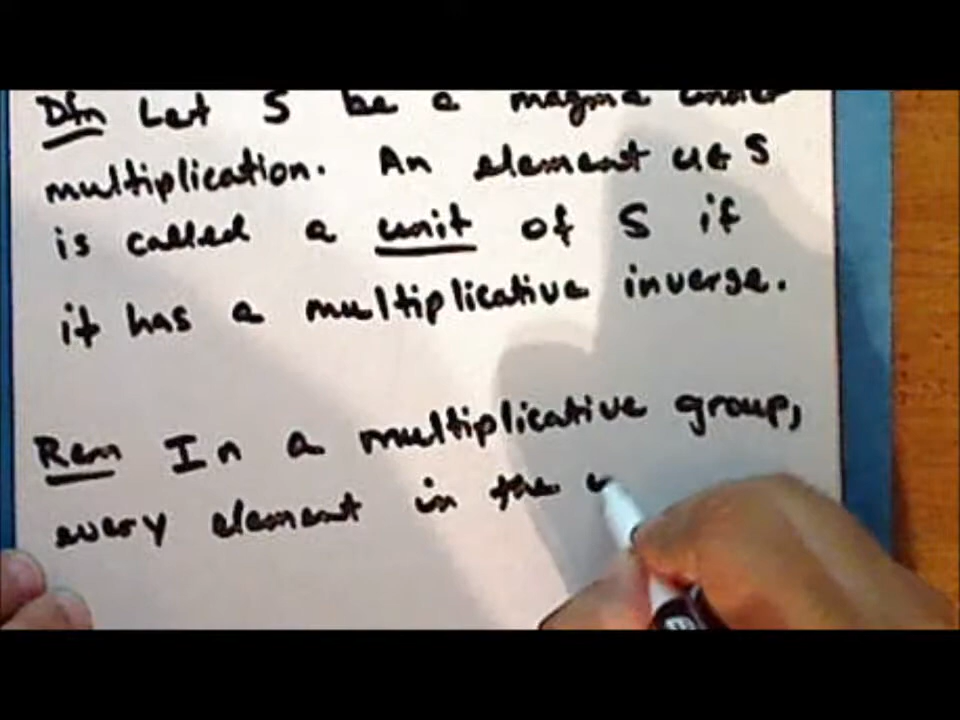 Dfn Let S be a magma under
multiplication. An element u∈S
is called a unit of S if
it has a multiplicative inverse.
Rem In a multiplicative group,
every element in the